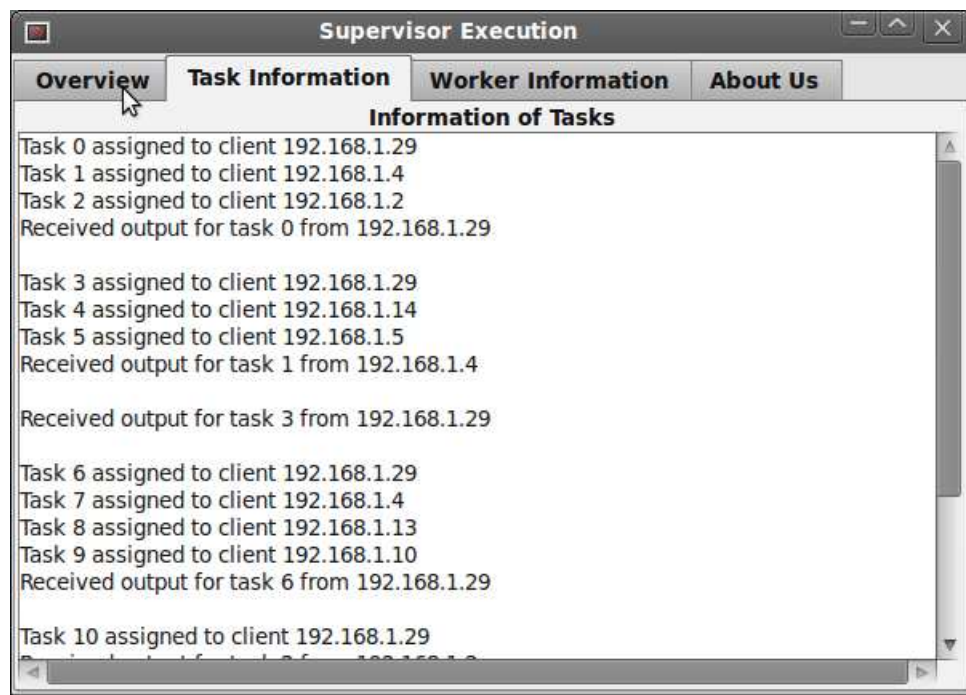 Supervisor Execution
Overview Task Information Worker Information About Us
Information of Tasks
Task 0 assigned to client 192.168.1.29
Task 1 assigned to client 192.168.1.4
Task 2 assigned to client 192.168.1.2
Received output for task 0 from 192.168.1.29
Task 3 assigned to client 192.168.1.29
Task 4 assigned to client 192.168.1.14
Task 5 assigned to client 192.168.1.5
Received output for task 1 from 192.168.1.4
Received output for task 3 from 192.168.1.29
Task 6 assigned to client 192.168.1.29
Task 7 assigned to client 192.168.1.4
Task 8 assigned to client 192.168.1.13
Task 9 assigned to client 192.168.1.10
Received output for task 6 from 192.168.1.29
Task 10 assigned to client 192.168.1.29